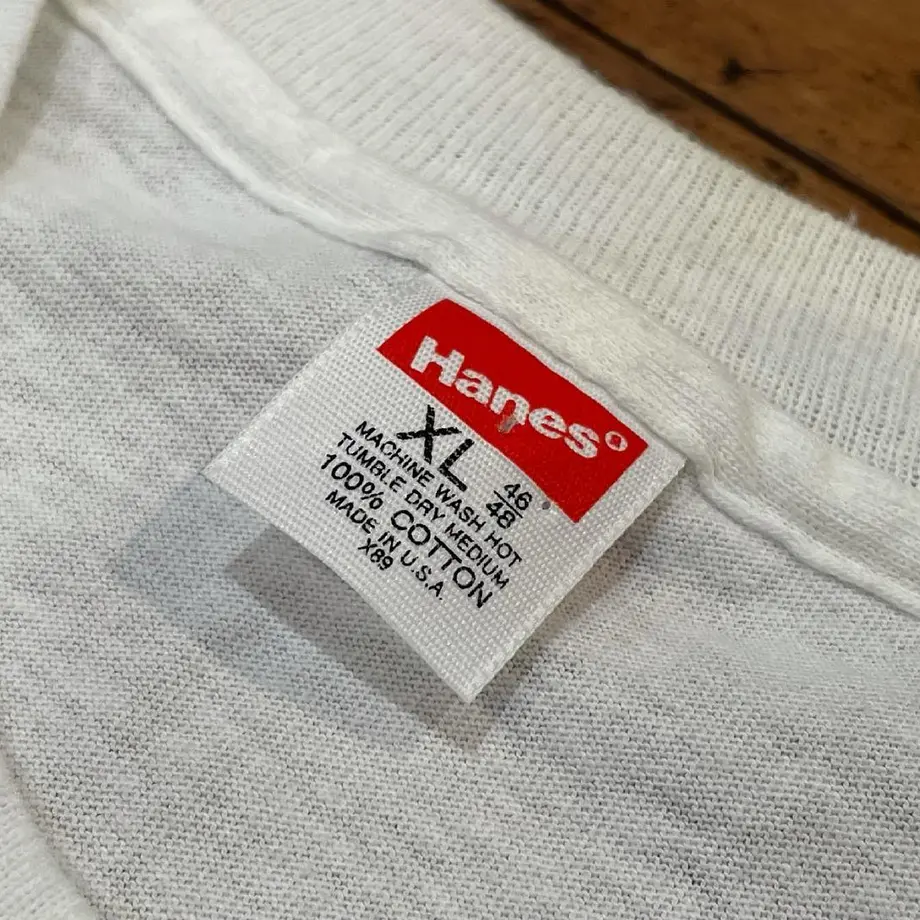 Hanes
XL 46/48
MACHINE WASH HOT
TUMBLE DRY MEDIUM
100% COTTON
MADE IN U.S.A.
X89